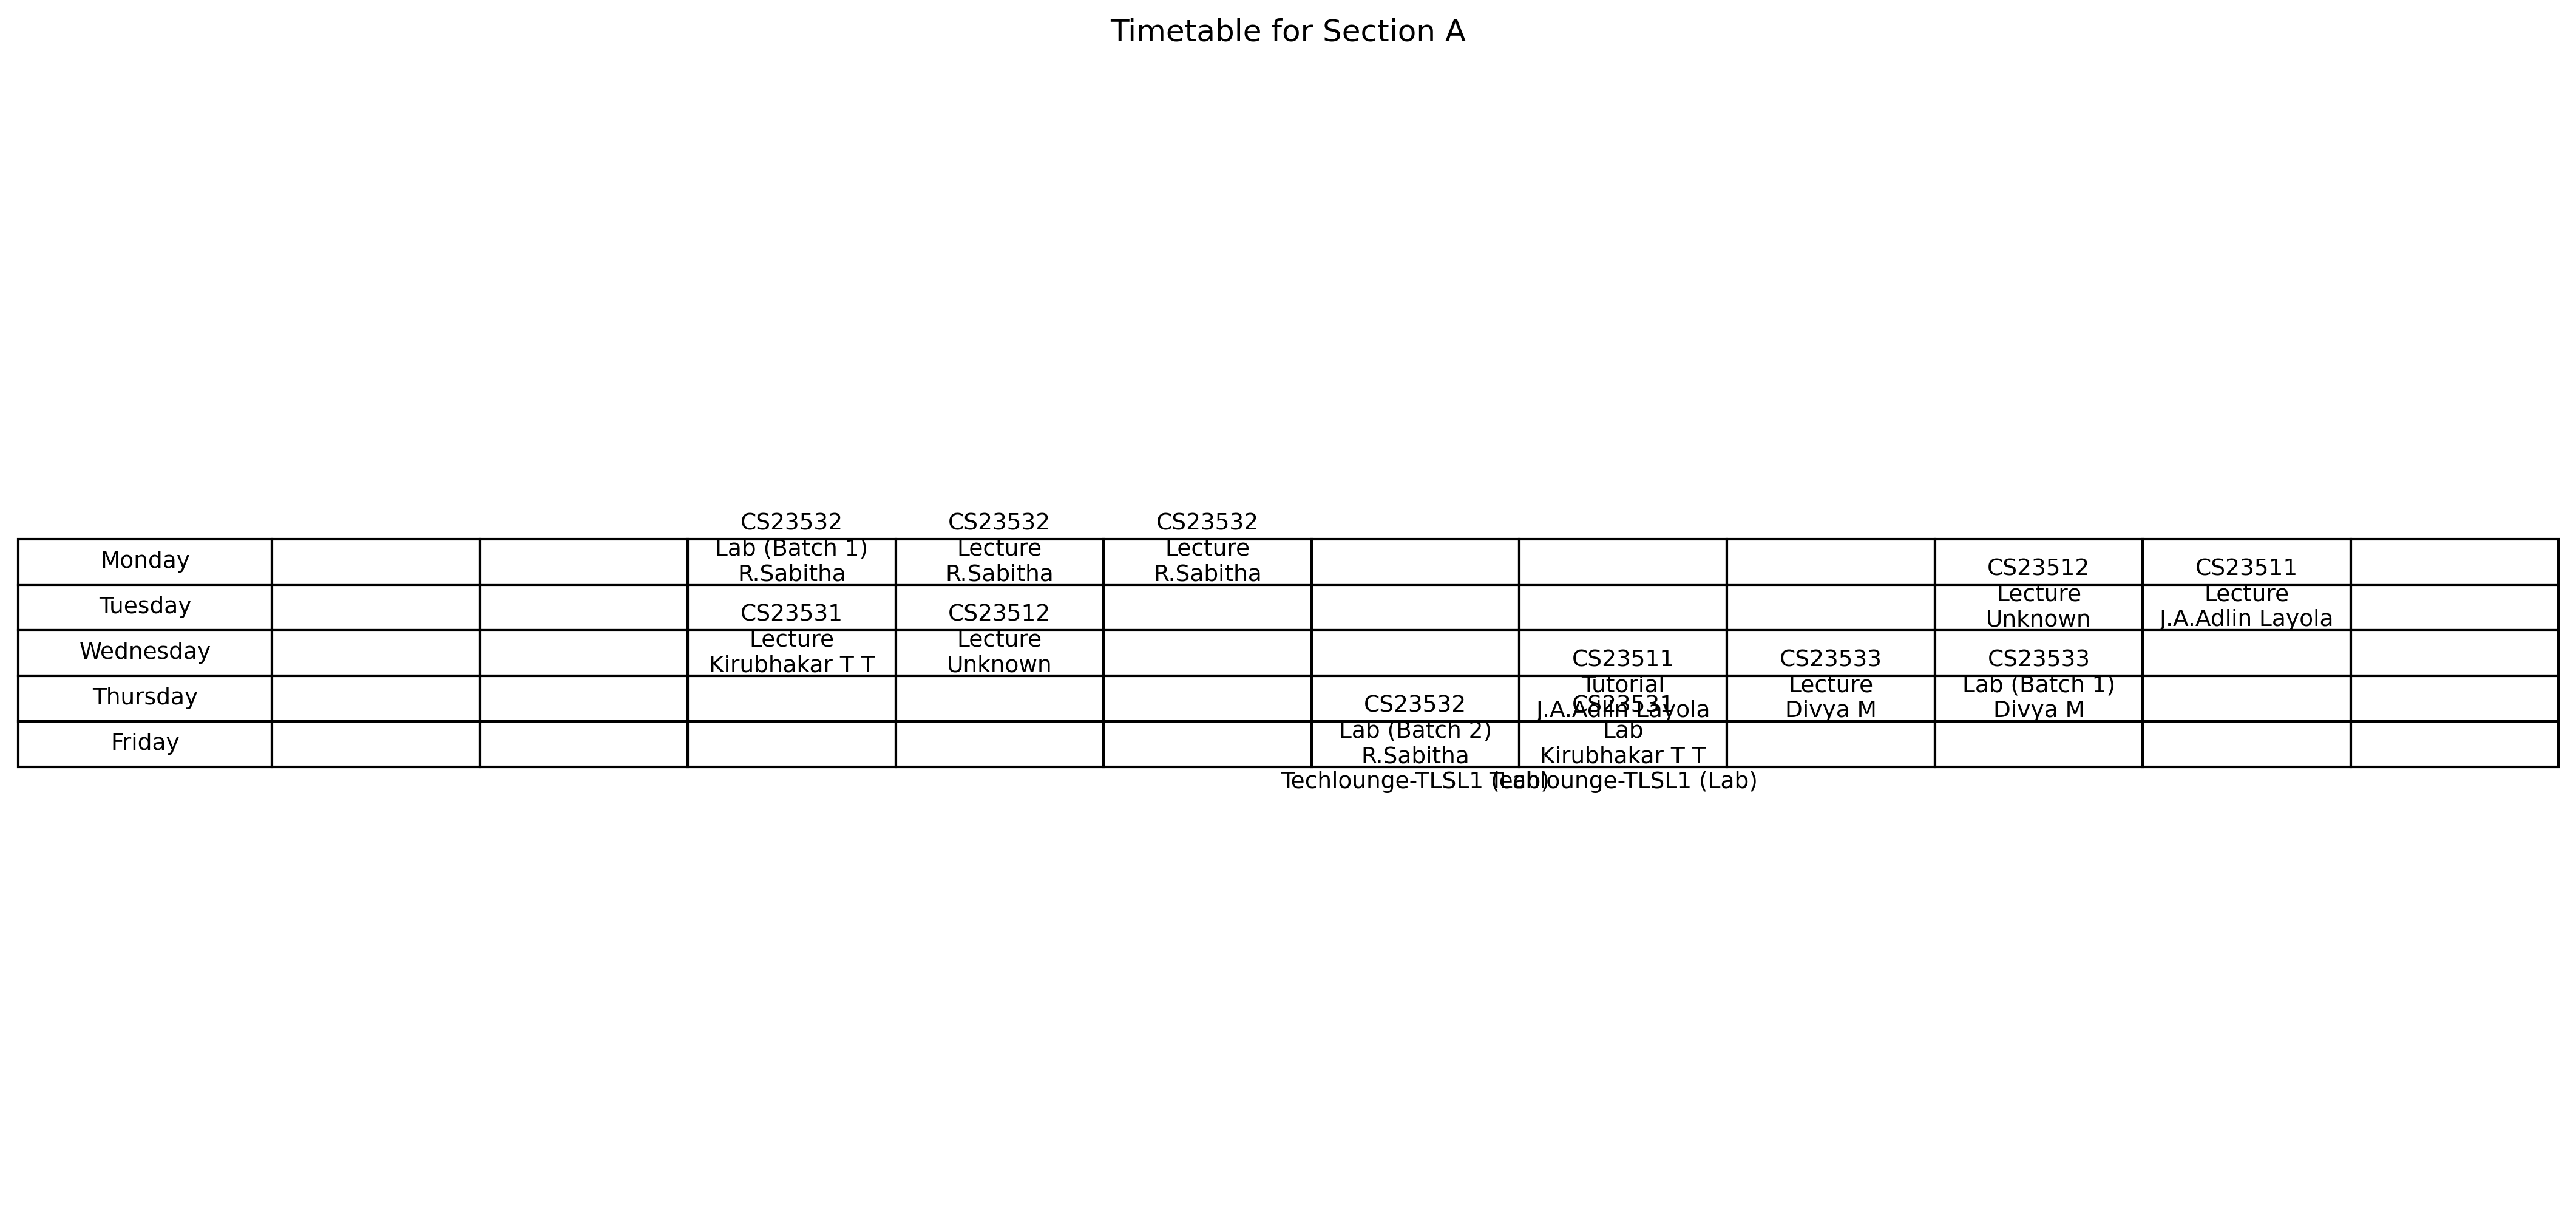 Timetable for Section A
Monday
CS23532
Lab (Batch 1)
R.Sabitha
CS23532
Lecture
R.Sabitha
CS23532
Lecture
R.Sabitha
Tuesday
CS23512
Lecture
Unknown
CS23511
Lecture
J.A.Adlin Layola
Wednesday
CS23531
Lecture
Kirubhakar T T
CS23512
Lecture
Unknown
Thursday
CS23511
Tutorial
J.A.Adlin Layola
CS23533
Lecture
Divya M
CS23533
Lab (Batch 1)
Divya M
Friday
CS23532
Lab (Batch 2)
R.Sabitha
Techlounge-TLSL1 (Lab)
CS23531
Lab
Kirubhakar T T
Techlounge-TLSL1 (Lab)